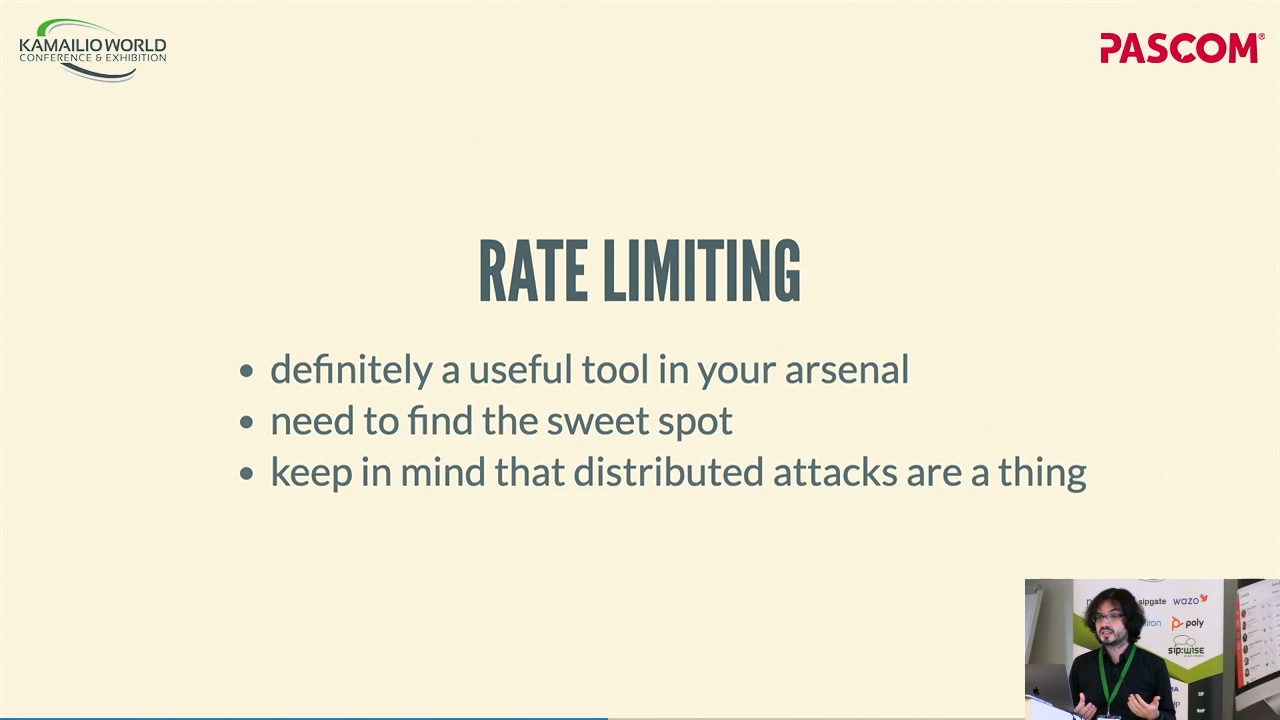 KAMAILIO WORLD
CONFERENCE & EXHIBITION
PASCOM®
RATE LIMITING
• definitely a useful tool in your arsenal
• need to find the sweet spot
• keep in mind that distributed attacks are a thing
sipgate wazo
poly
sip:wise